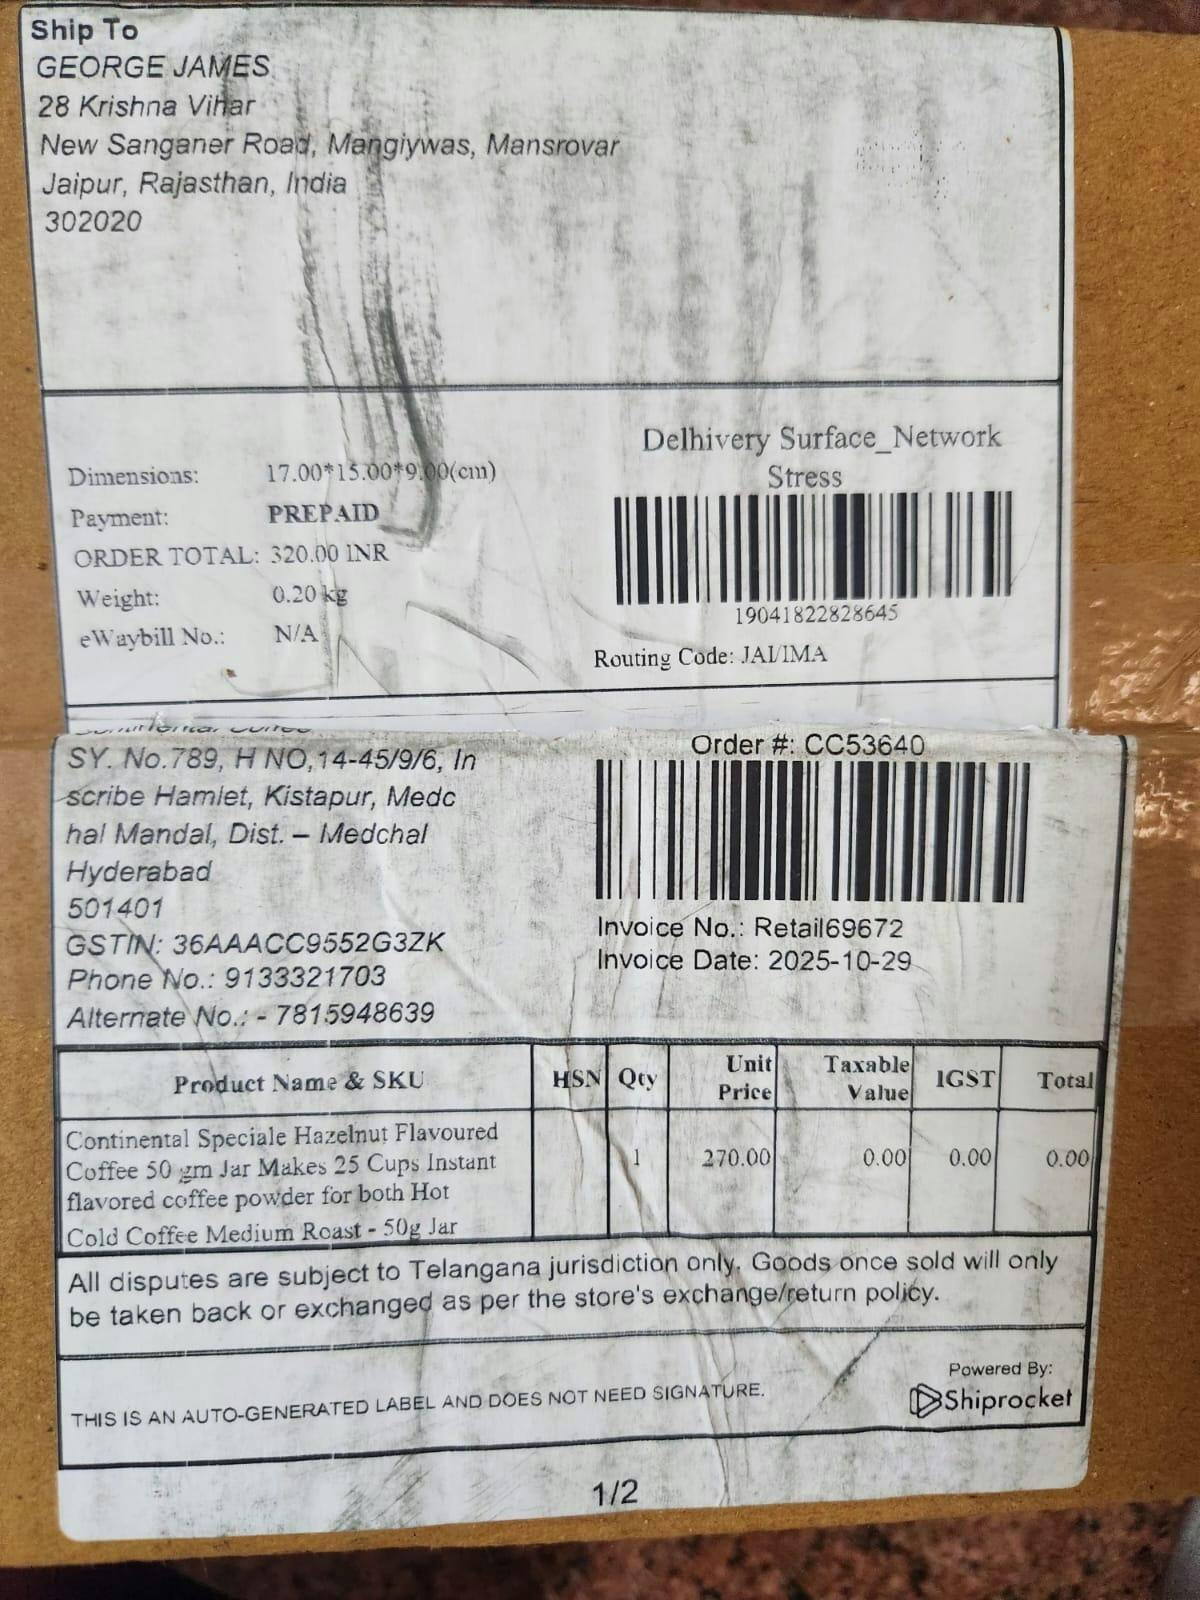 Ship To
GEORGE JAMES
28 Krishna Vihar
New Sanganer Road, Mangiywas, Mansrovar
Jaipur, Rajasthan, India
302020
Dimensions: 17.00*15.00*9.00(cm)
Payment: PREPAID
ORDER TOTAL: 320.00 INR
Weight: 0.20 kg
eWaybill No.: N/A
Delhivery Surface_Network
Stress
19041822828645
Routing Code: JAI/IMA
Continental Coffee
SY. No.789, H NO,14-45/9/6, In
scribe Hamlet, Kistapur, Medc
hal Mandal, Dist. – Medchal
Hyderabad
501401
GSTIN: 36AAACC9552G3ZK
Phone No.: 9133321703
Alternate No.: - 7815948639
Order #: CC53640
Invoice No.: Retail69672
Invoice Date: 2025-10-29
Product Name & SKU HSN Qty Unit Price Taxable Value IGST Total
Continental Speciale Hazelnut Flavoured
Coffee 50 gm Jar Makes 25 Cups Instant 1 270.00 0.00 0.00 0.00
flavored coffee powder for both Hot
Cold Coffee Medium Roast - 50g Jar
All disputes are subject to Telangana jurisdiction only. Goods once sold will only
be taken back or exchanged as per the store's exchange/return policy.
THIS IS AN AUTO-GENERATED LABEL AND DOES NOT NEED SIGNATURE.
Powered By:
Shiprocket
1/2